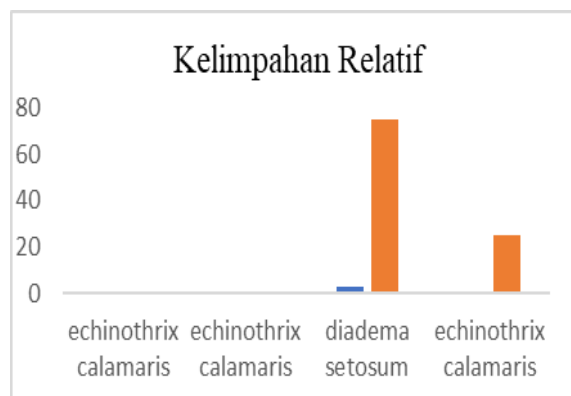 Kelimpahan Relatif
80
60
40
20
0
echinothrix echinothrix diadema echinothrix
calamaris calamaris setosum calamaris